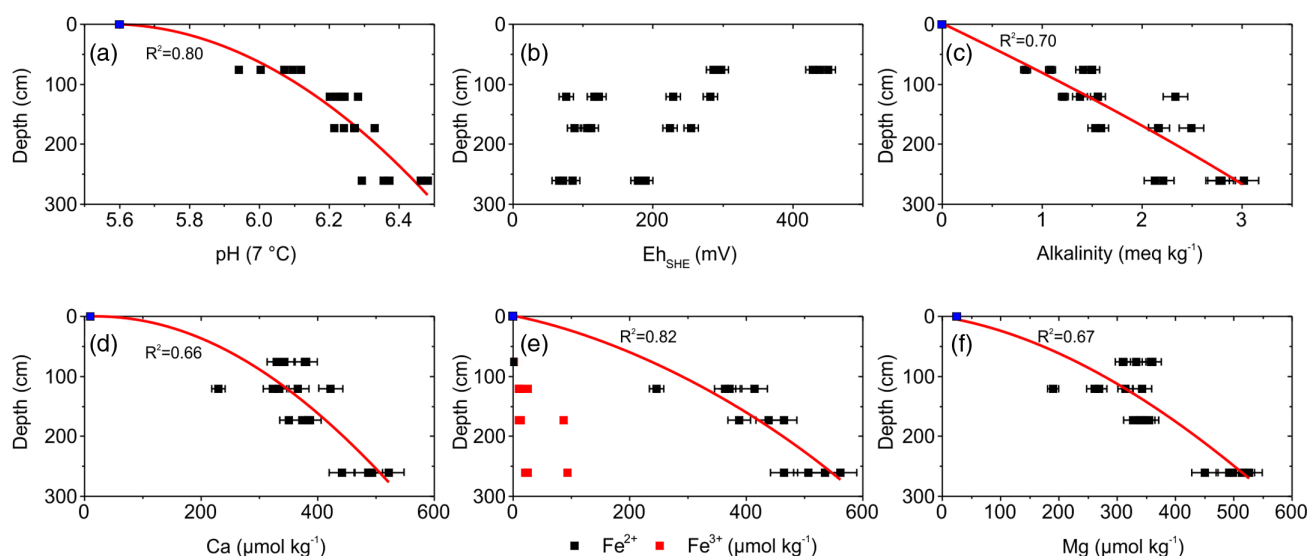 (a)
R²=0.80
0
100
200
300
Depth (cm)
5.6
6.0
6.2
6.4
pH (7 °C)
(b)
0
100
200
300
Depth (cm)
0
200
400
Eh_SHE (mV)
(c)
R²=0.70
0
100
200
300
Depth (cm)
0
1
2
3
Alkalinity (meq kg⁻¹)
(d)
R²=0.66
0
100
200
300
Depth (cm)
0
200
400
600
Ca (µmol kg⁻¹)
(e)
R²=0.82
0
100
200
300
Depth (cm)
0
200
400
600
Fe²⁺ Fe³⁺ (µmol kg⁻¹)
(f)
R²=0.67
0
100
200
300
Depth (cm)
0
100
200
300
400
500
600
Mg (µmol kg⁻¹)